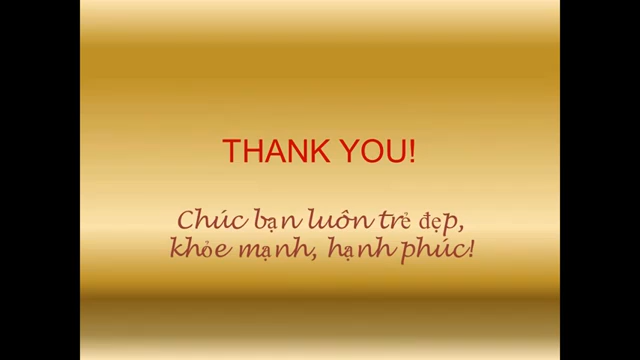 THANK YOU!
Chúc bạn luôn trẻ đẹp,
khỏe mạnh, hạnh phúc!